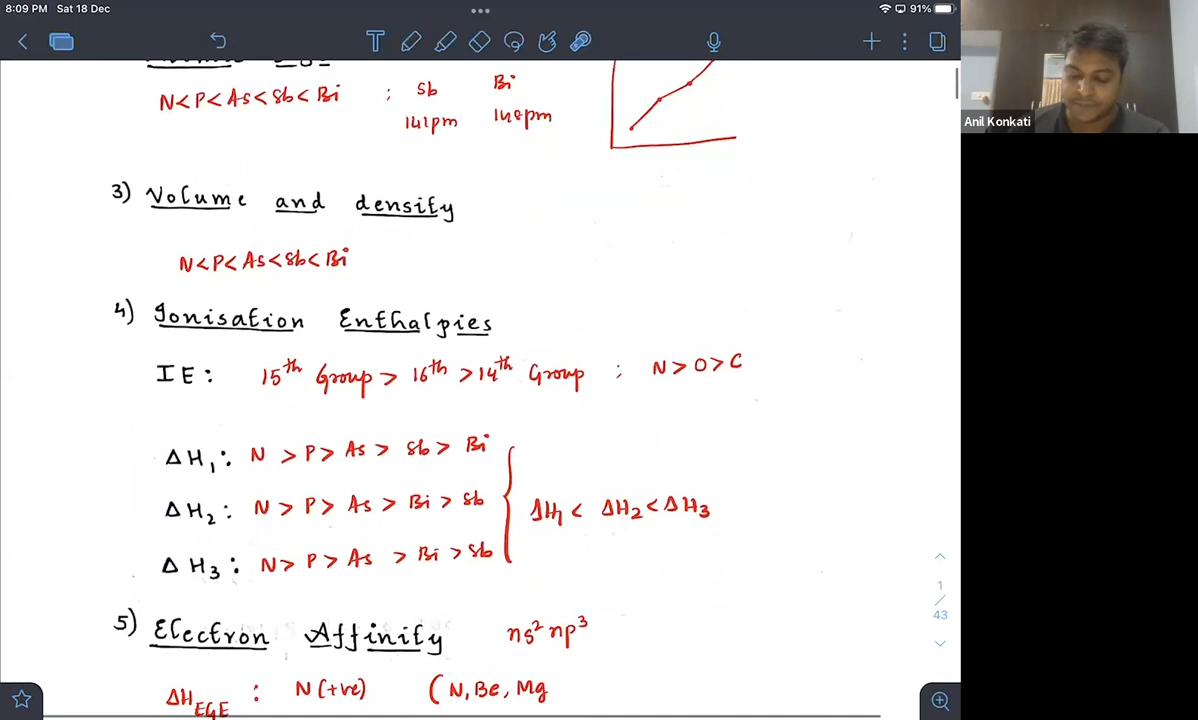 8:09 PM Sat 18 Dec
91%
N<P<As<Sb<Bi ; Sb Bi
141pm 148pm
Anil Konkati
3) Volume and density
N<P<As<Sb<Bi
4) Ionisation Enthalpies
IE: 15th Group > 16th > 14th Group ; N > O > C
ΔH1: N > P > As > Sb > Bi
ΔH2: N > P > As > Bi > Sb
ΔH1 < ΔH2 < ΔH3
ΔH3: N > P > As > Bi > Sb
1
/
43
5) Electron Affinity ns² np³
ΔH EGE : N (+ve) (N, Be, Mg